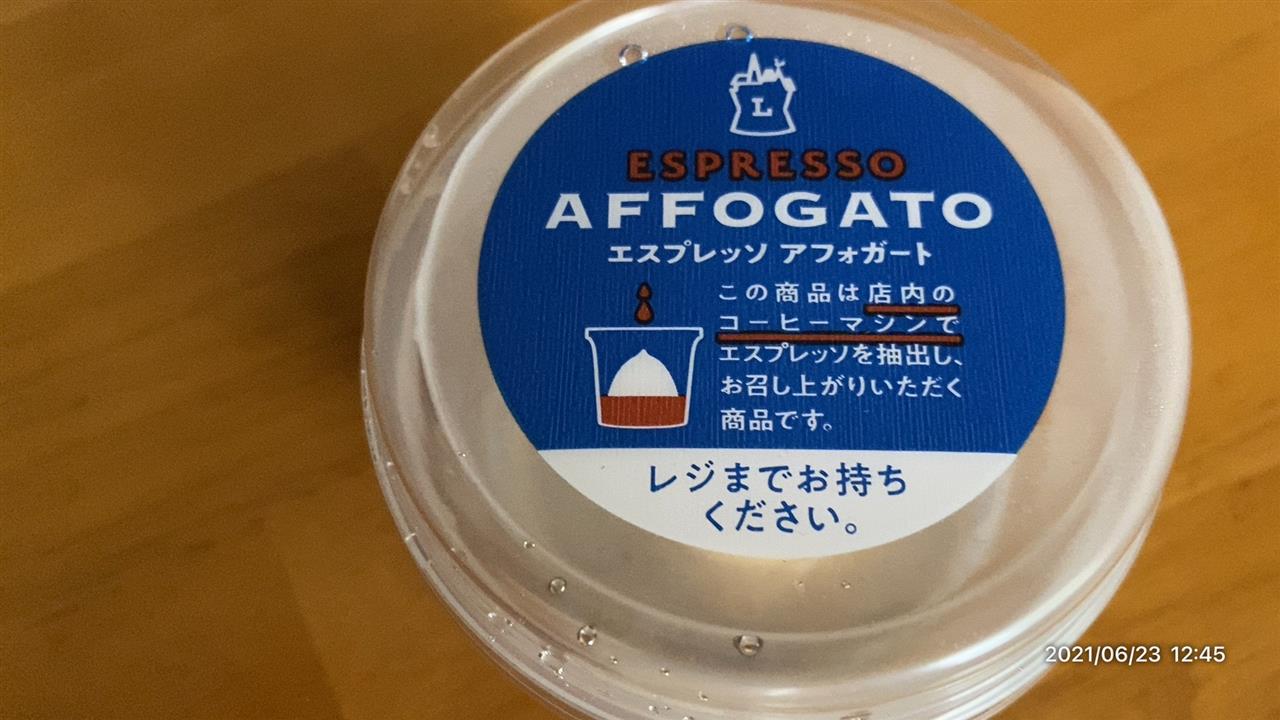 L
ESPRESSO
AFFOGATO
エスプレッソ アフォガート
この商品は店内の
コーヒーマシンで
エスプレッソを抽出し、
お召し上がりいただく
商品です。
レジまでお持ち
ください。
2021/06/23 12:45